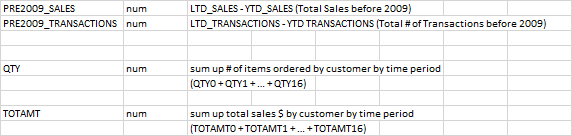 PRE2009_SALES num LTD_SALES - YTD_SALES (Total Sales before 2009)
PRE2009_TRANSACTIONS num LTD_TRANSACTIONS - YTD TRANSACTIONS (Total # of Transactions before 2009)
QTY num sum up # of items ordered by customer by time period
(QTY0 + QTY1 + ... + QTY16)
TOTAMT num sum up total sales $ by customer by time period
(TOTAMT0 + TOTAMT1 + ... + TOTAMT16)